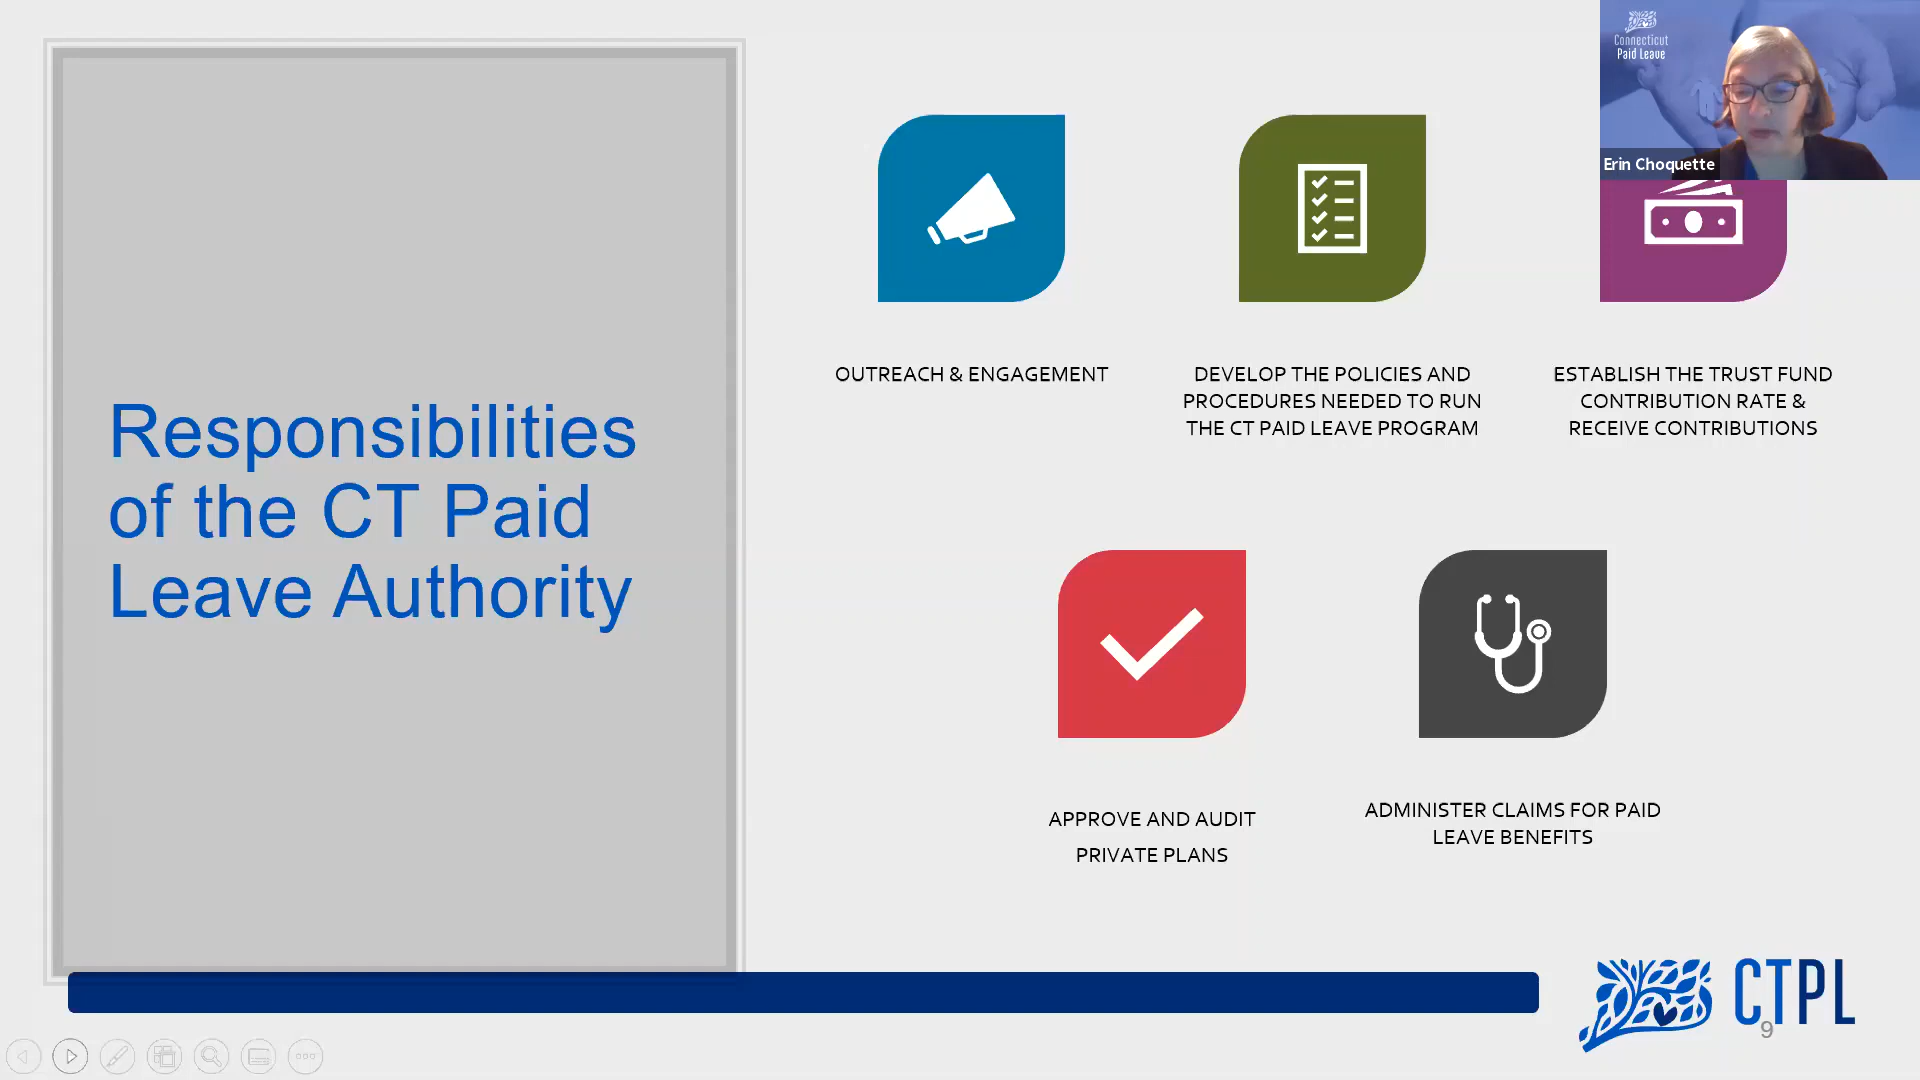 Connecticut
Paid Leave
Erin Choquette
Responsibilities
of the CT Paid
Leave Authority
OUTREACH & ENGAGEMENT
DEVELOP THE POLICIES AND
PROCEDURES NEEDED TO RUN
THE CT PAID LEAVE PROGRAM
ESTABLISH THE TRUST FUND
CONTRIBUTION RATE &
RECEIVE CONTRIBUTIONS
APPROVE AND AUDIT
PRIVATE PLANS
ADMINISTER CLAIMS FOR PAID
LEAVE BENEFITS
CTPL
9